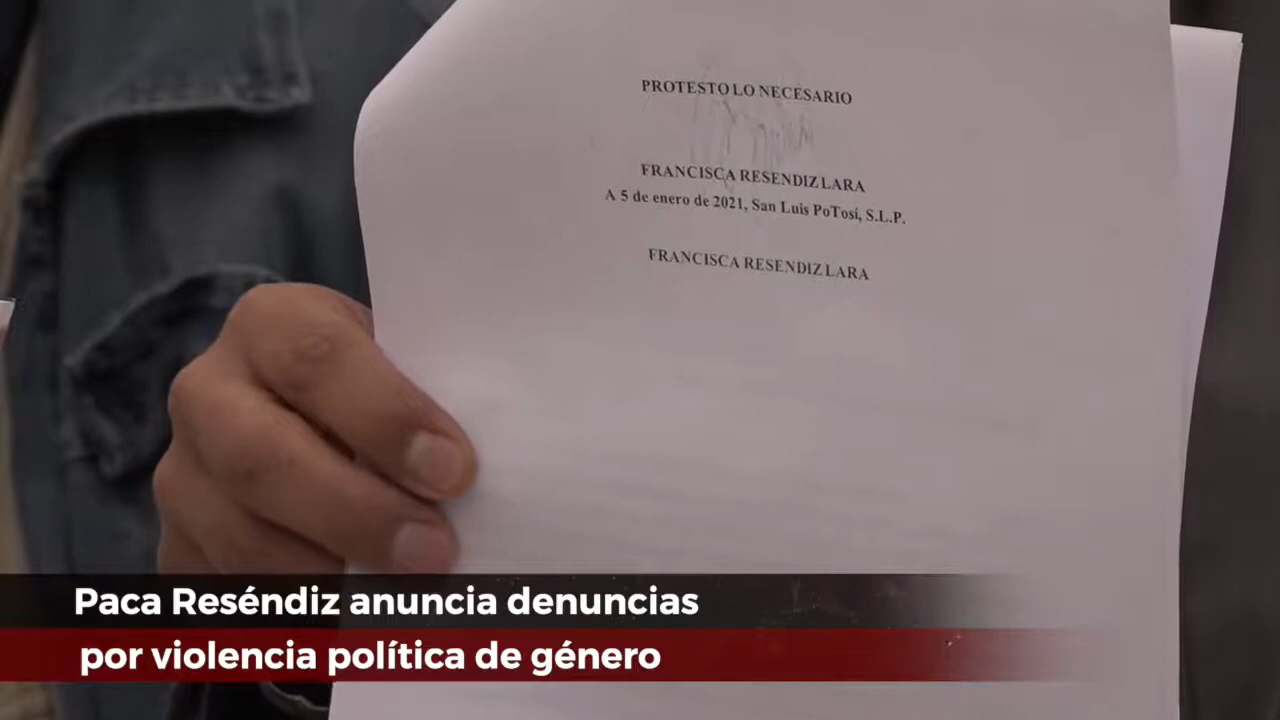 PROTESTO LO NECESARIO
FRANCISCA RESENDIZ LARA
A 5 de enero de 2021, San Luis PoTosí, S.L.P.
FRANCISCA RESENDIZ LARA
Paca Reséndiz anuncia denuncias
por violencia política de género